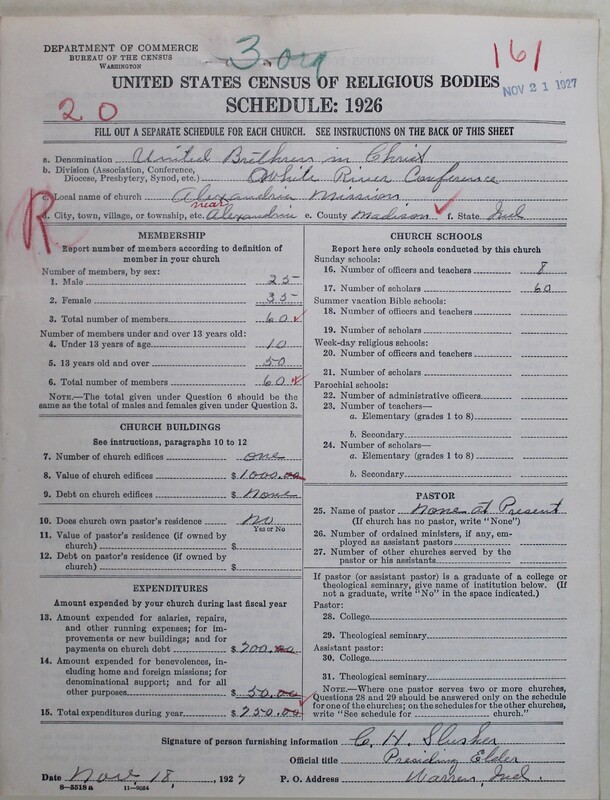 DEPARTMENT OF COMMERCE
BUREAU OF THE CENSUS
WASHINGTON
161
NOV 21 1927
UNITED STATES CENSUS OF RELIGIOUS BODIES
20
SCHEDULE: 1926
FILL OUT A SEPARATE SCHEDULE FOR EACH CHURCH. SEE INSTRUCTIONS ON THE BACK OF THIS SHEET
a. Denomination United Brethren in Christ
b. Division (Association, Conference, Diocese, Presbytery, Synod, etc.) White River Conference
c. Local name of church Alexandria Mission
near
R
d. City, town, village, or township, etc. Alexandria e. County Madison ✓ f. State Ind
MEMBERSHIP
Report number of members according to definition of
member in your church
Number of members, by sex:
1. Male 25
2. Female 35
3. Total number of members 60 ✓
Number of members under and over 13 years old:
4. Under 13 years of age 10
5. 13 years old and over 50
6. Total number of members 60 ✓
NOTE.—The total given under Question 6 should be the
same as the total of males and females given under Question 3.
CHURCH BUILDINGS
See instructions, paragraphs 10 to 12
7. Number of church edifices one
8. Value of church edifices $ 1000.00
9. Debt on church edifices $ None
10. Does church own pastor's residence No
Yes or No
11. Value of pastor's residence (if owned by
church) $
12. Debt on pastor's residence (if owned by
church) $
EXPENDITURES
Amount expended by your church during last fiscal year
13. Amount expended for salaries, repairs,
and other running expenses; for im-
provements or new buildings; and for
payments on church debt $ 200.00
14. Amount expended for benevolences, in-
cluding home and foreign missions; for
denominational support; and for all
other purposes $ 50.00
15. Total expenditures during year $ 250.00 ✓
CHURCH SCHOOLS
Report here only schools conducted by this church
Sunday schools:
16. Number of officers and teachers 8
17. Number of scholars 60
Summer vacation Bible schools:
18. Number of officers and teachers
19. Number of scholars
Week-day religious schools:
20. Number of officers and teachers
21. Number of scholars
Parochial schools:
22. Number of administrative officers
23. Number of teachers—
a. Elementary (grades 1 to 8)
b. Secondary
24. Number of scholars—
a. Elementary (grades 1 to 8)
b. Secondary
PASTOR
25. Name of pastor None at Present
(If church has no pastor, write "None")
26. Number of ordained ministers, if any, em-
ployed as assistant pastors
27. Number of other churches served by the
pastor or his assistants
If pastor (or assistant pastor) is a graduate of a college or
theological seminary, give name of institution below. (If
not a graduate, write "No" in the space indicated.)
Pastor:
28. College
29. Theological seminary
Assistant pastor:
30. College
31. Theological seminary
NOTE.—Where one pastor serves two or more churches,
Questions 28 and 29 should be answered only on the schedule
for one of the churches; on the schedules for the other churches,
write "See schedule for church."
Signature of person furnishing information C. H. Slusher
Official title Presiding Elder
Date Nov. 18, 1927 P. O. Address Warren, Ind.
8-5518a 11-9054